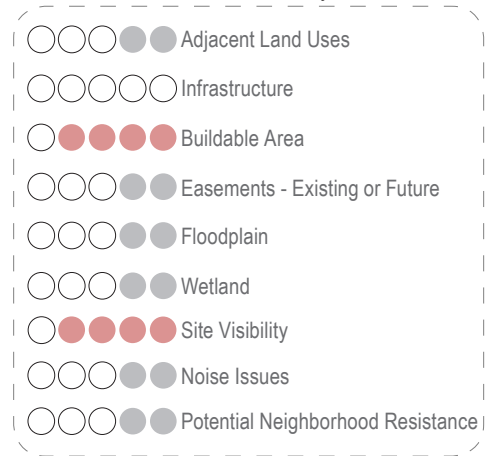 Adjacent Land Uses
Infrastructure
Buildable Area
Easements - Existing or Future
Floodplain
Wetland
Site Visibility
Noise Issues
Potential Neighborhood Resistance